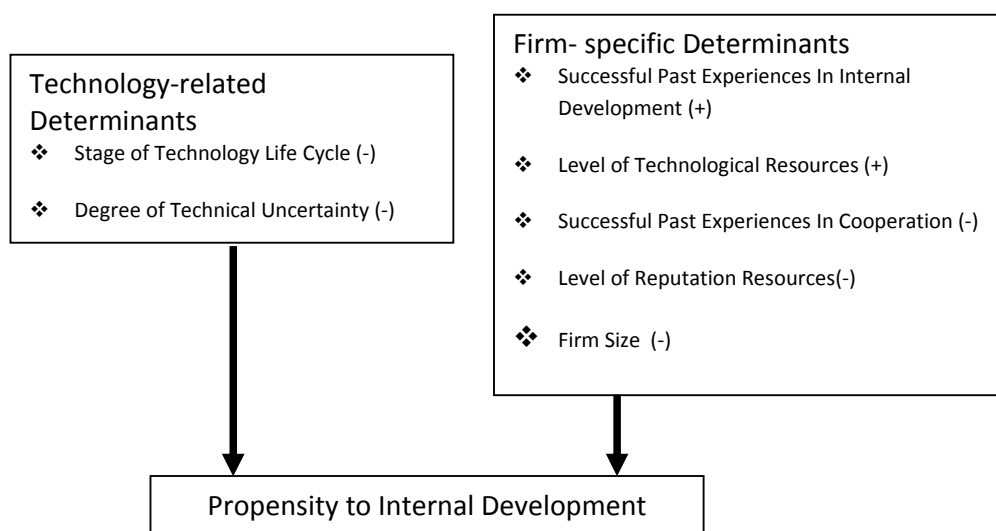 Technology-related
Determinants
❖ Stage of Technology Life Cycle (-)
❖ Degree of Technical Uncertainty (-)
Firm- specific Determinants
❖ Successful Past Experiences In Internal
Development (+)
❖ Level of Technological Resources (+)
❖ Successful Past Experiences In Cooperation (-)
❖ Level of Reputation Resources(-)
❖ Firm Size (-)
Propensity to Internal Development